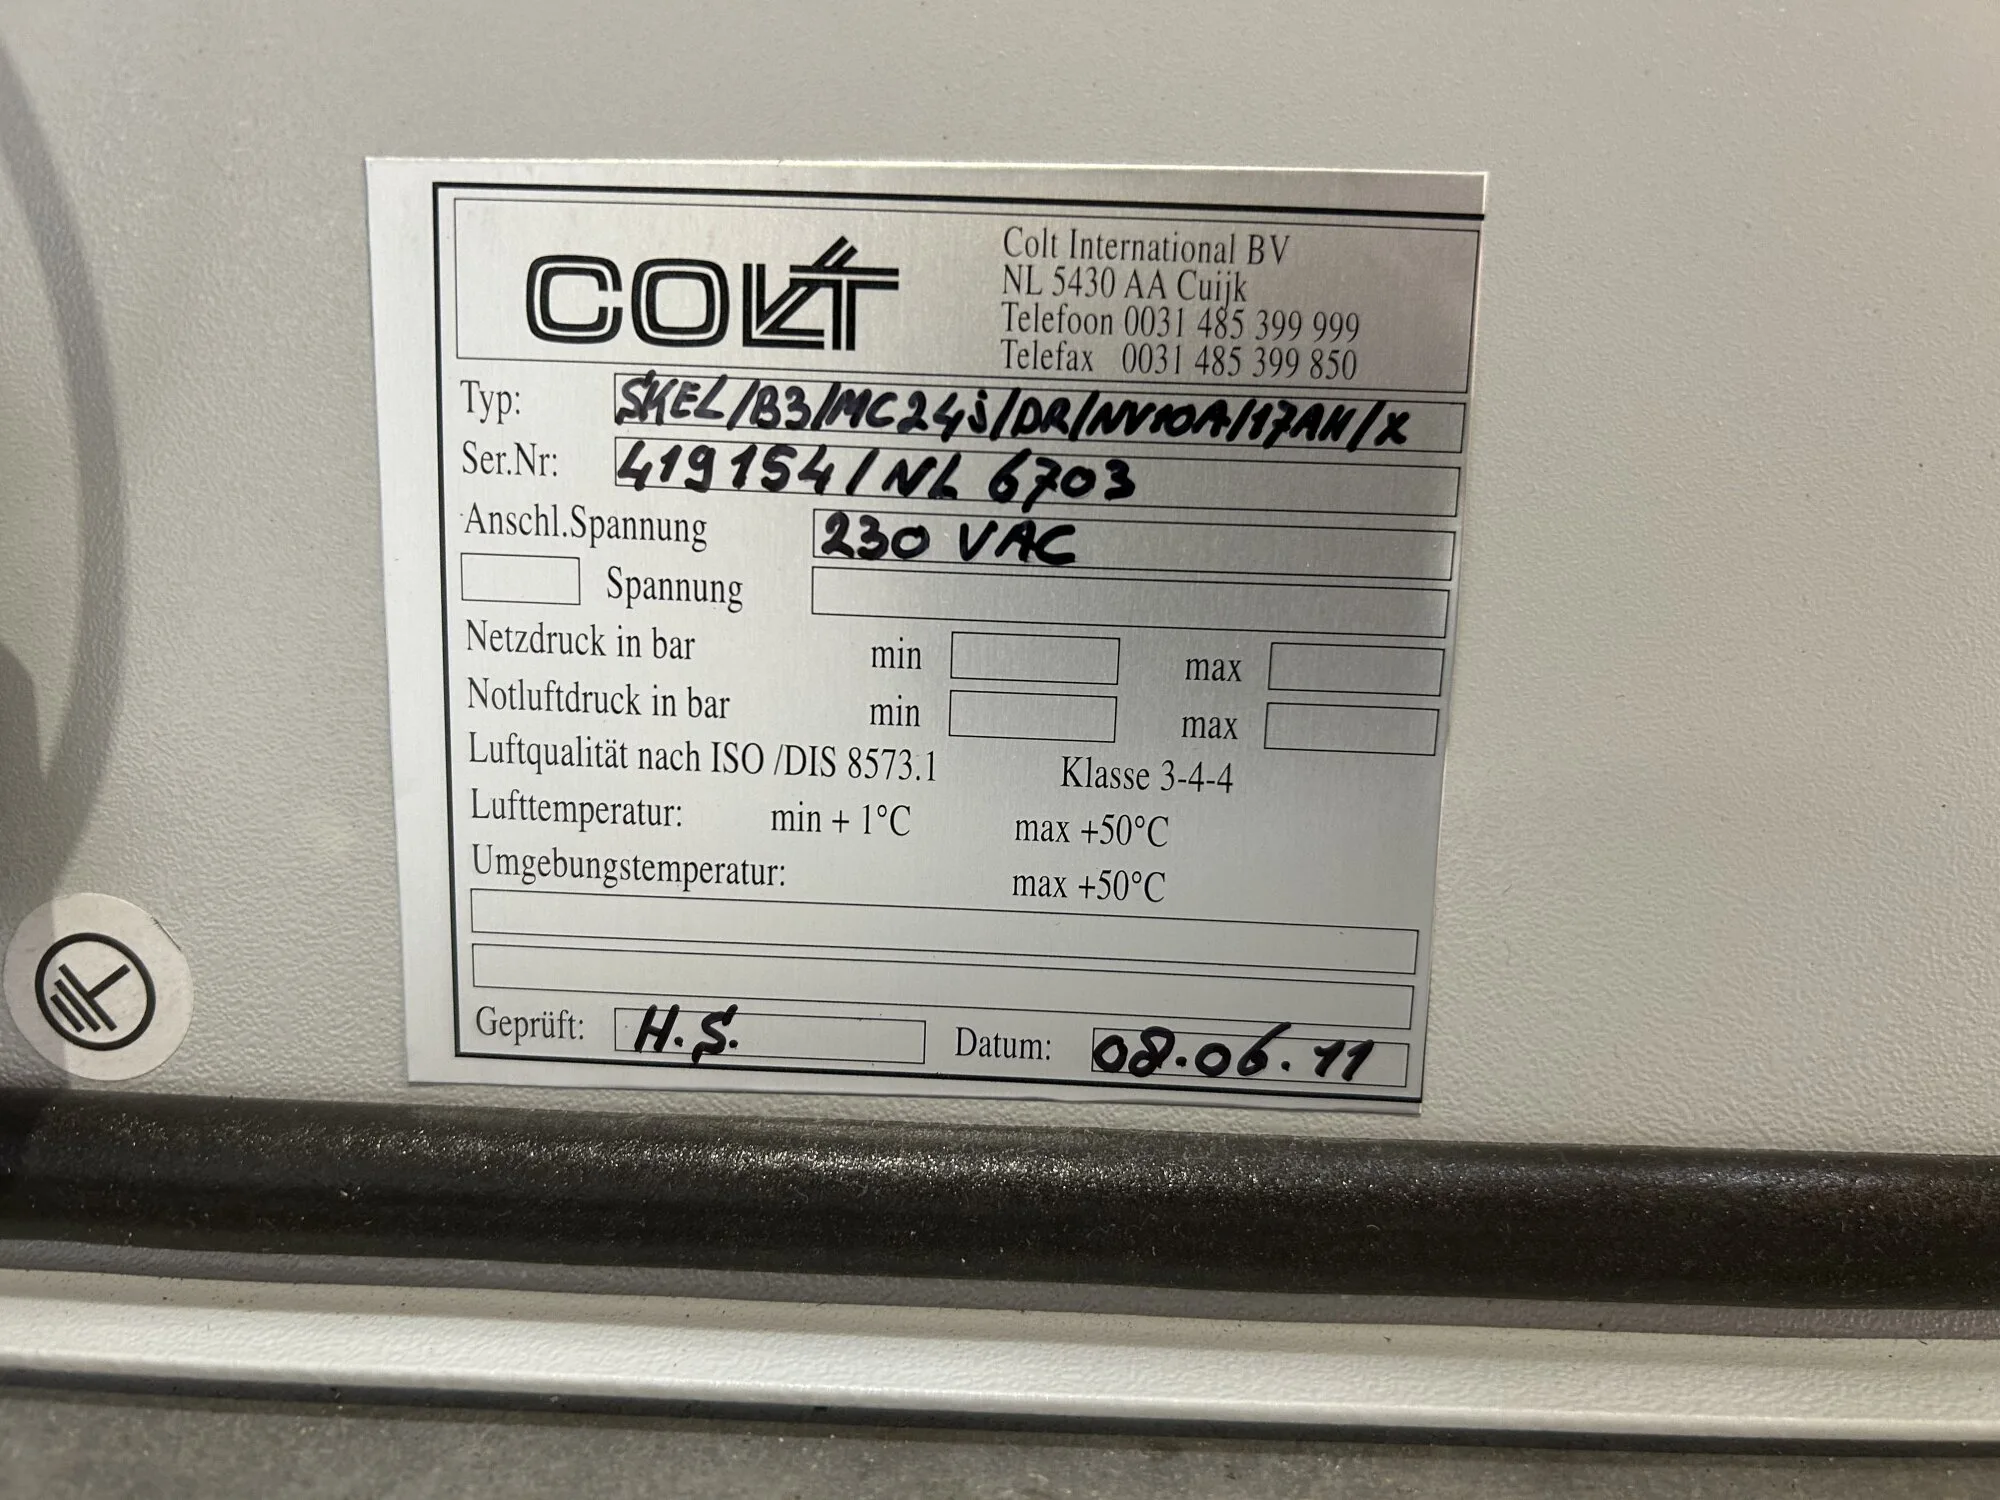 COLT
Colt International BV
NL 5430 AA Cuijk
Telefoon 0031 485 399 999
Telefax 0031 485 399 850
Typ: SKEL/B3/MC24j/DR/NV10A/17AH/X
Ser.Nr: 419154/NL 6703
Anschl.Spannung 230 VAC
Spannung
Netzdruck in bar min max
Notluftdruck in bar min max
Luftqualität nach ISO /DIS 8573.1 Klasse 3-4-4
Lufttemperatur: min + 1°C max +50°C
Umgebungstemperatur: max +50°C
Geprüft: H.S. Datum: 08.06.11